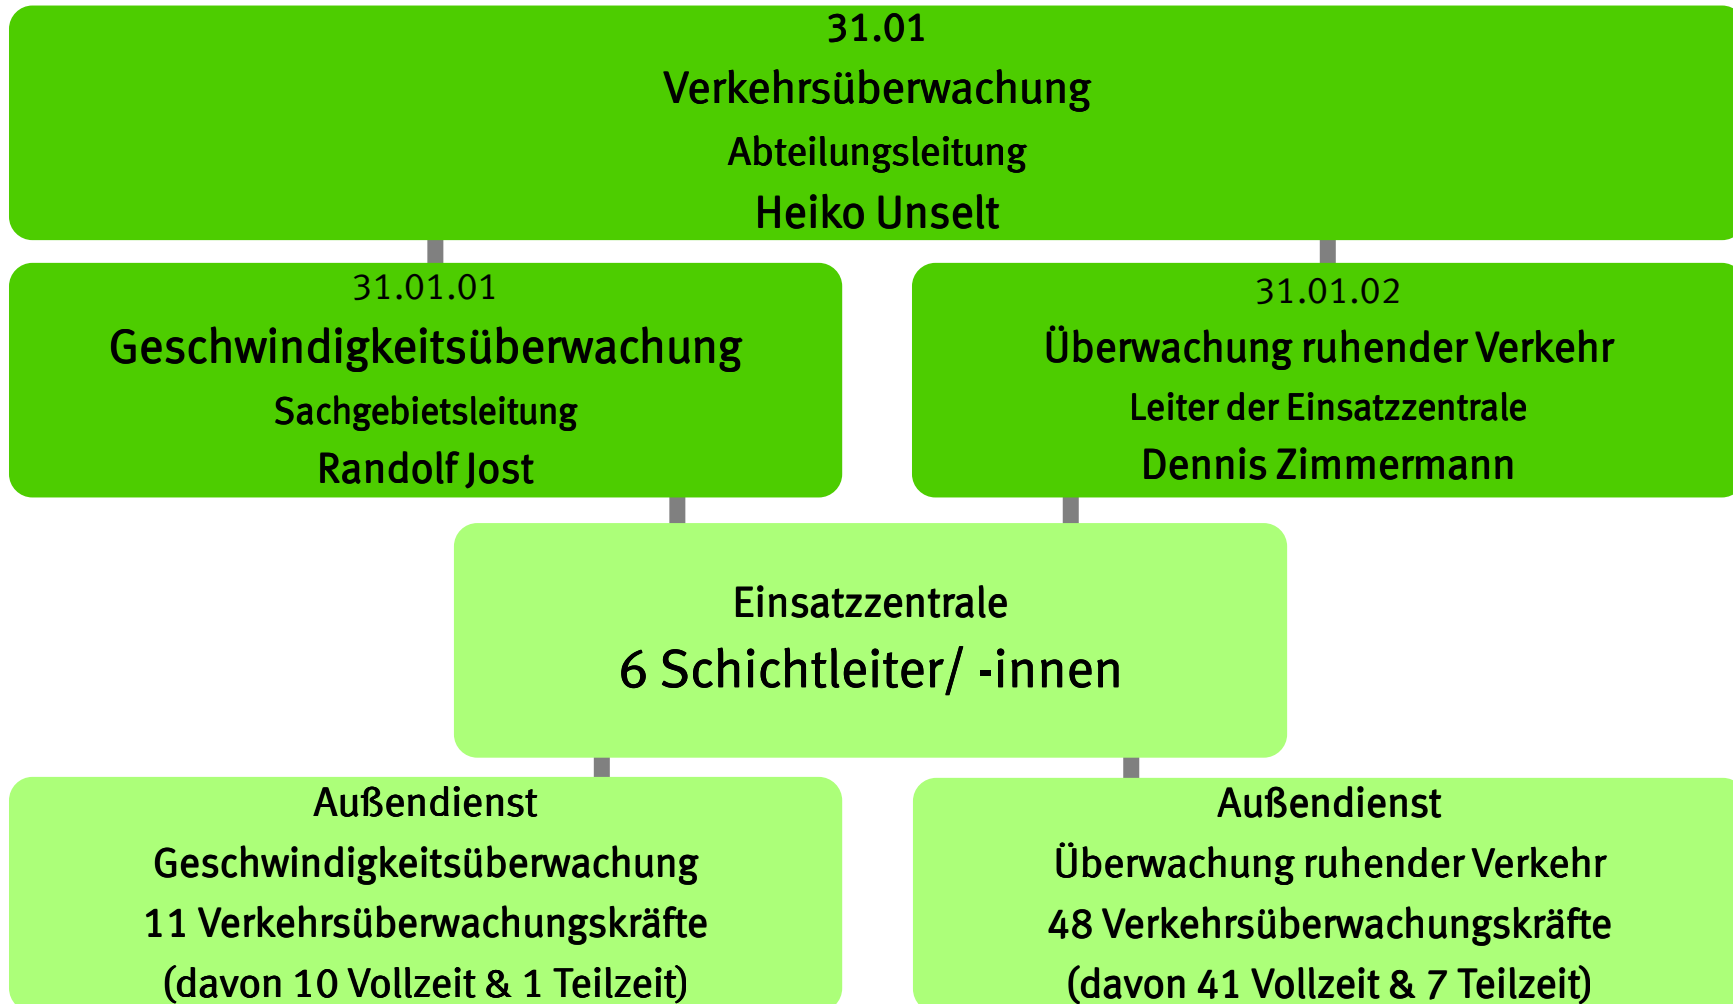 31.01
Verkehrsüberwachung
Abteilungsleitung
Heiko Unselt
31.01.01
Geschwindigkeitsüberwachung
Sachgebietsleitung
Randolf Jost
31.01.02
Überwachung ruhender Verkehr
Leiter der Einsatzzentrale
Dennis Zimmermann
Einsatzzentrale
6 Schichtleiter/ -innen
Außendienst
Geschwindigkeitsüberwachung
11 Verkehrsüberwachungskräfte
(davon 10 Vollzeit & 1 Teilzeit)
Außendienst
Überwachung ruhender Verkehr
48 Verkehrsüberwachungskräfte
(davon 41 Vollzeit & 7 Teilzeit)